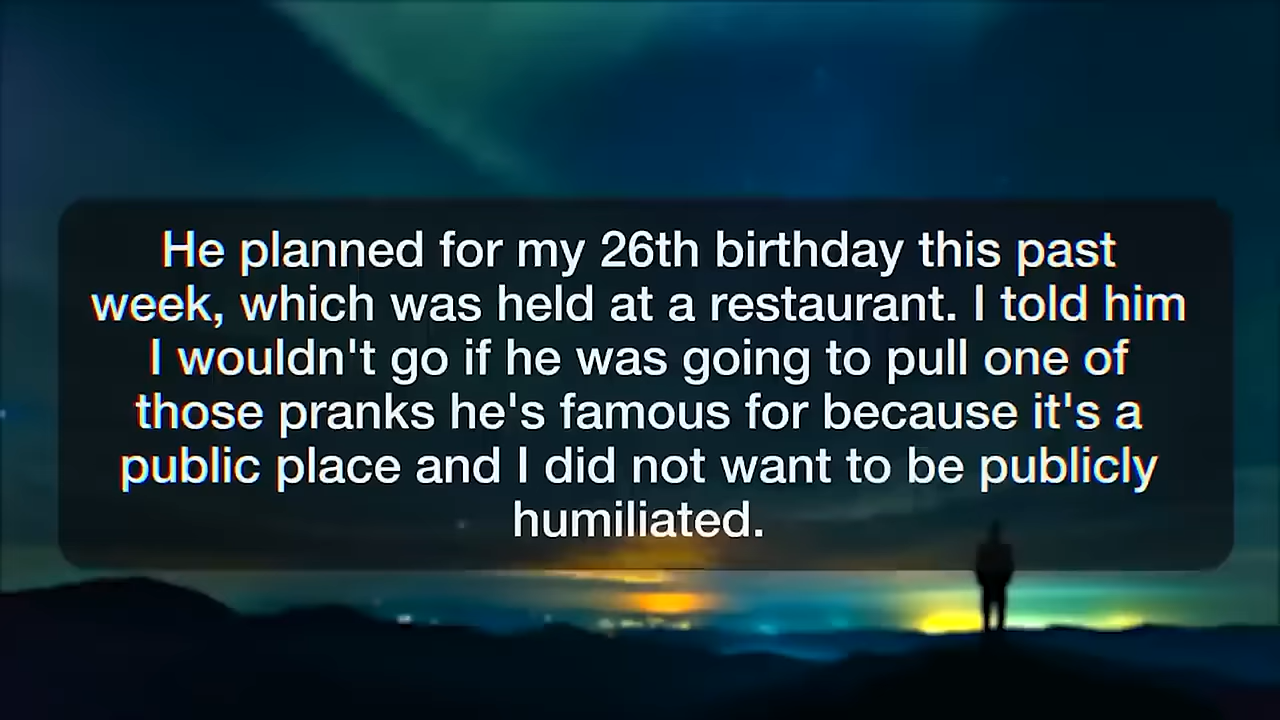 He planned for my 26th birthday this past
week, which was held at a restaurant. I told him
I wouldn't go if he was going to pull one of
those pranks he's famous for because it's a
public place and I did not want to be publicly
humiliated.